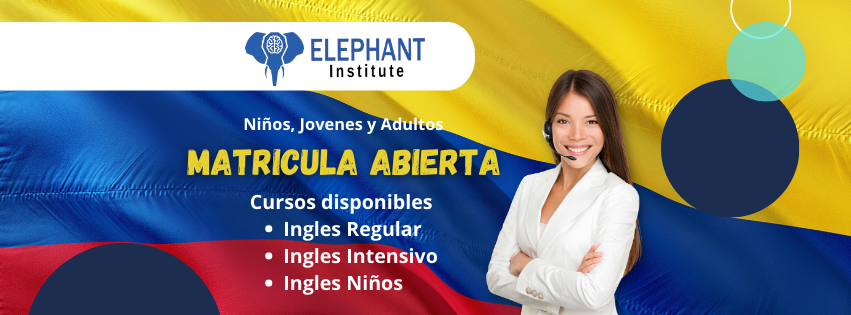 ELEPHANT
Institute
Niños, Jovenes y Adultos
MATRICULA ABIERTA
Cursos disponibles
• Ingles Regular
• Ingles Intensivo
• Ingles Niños